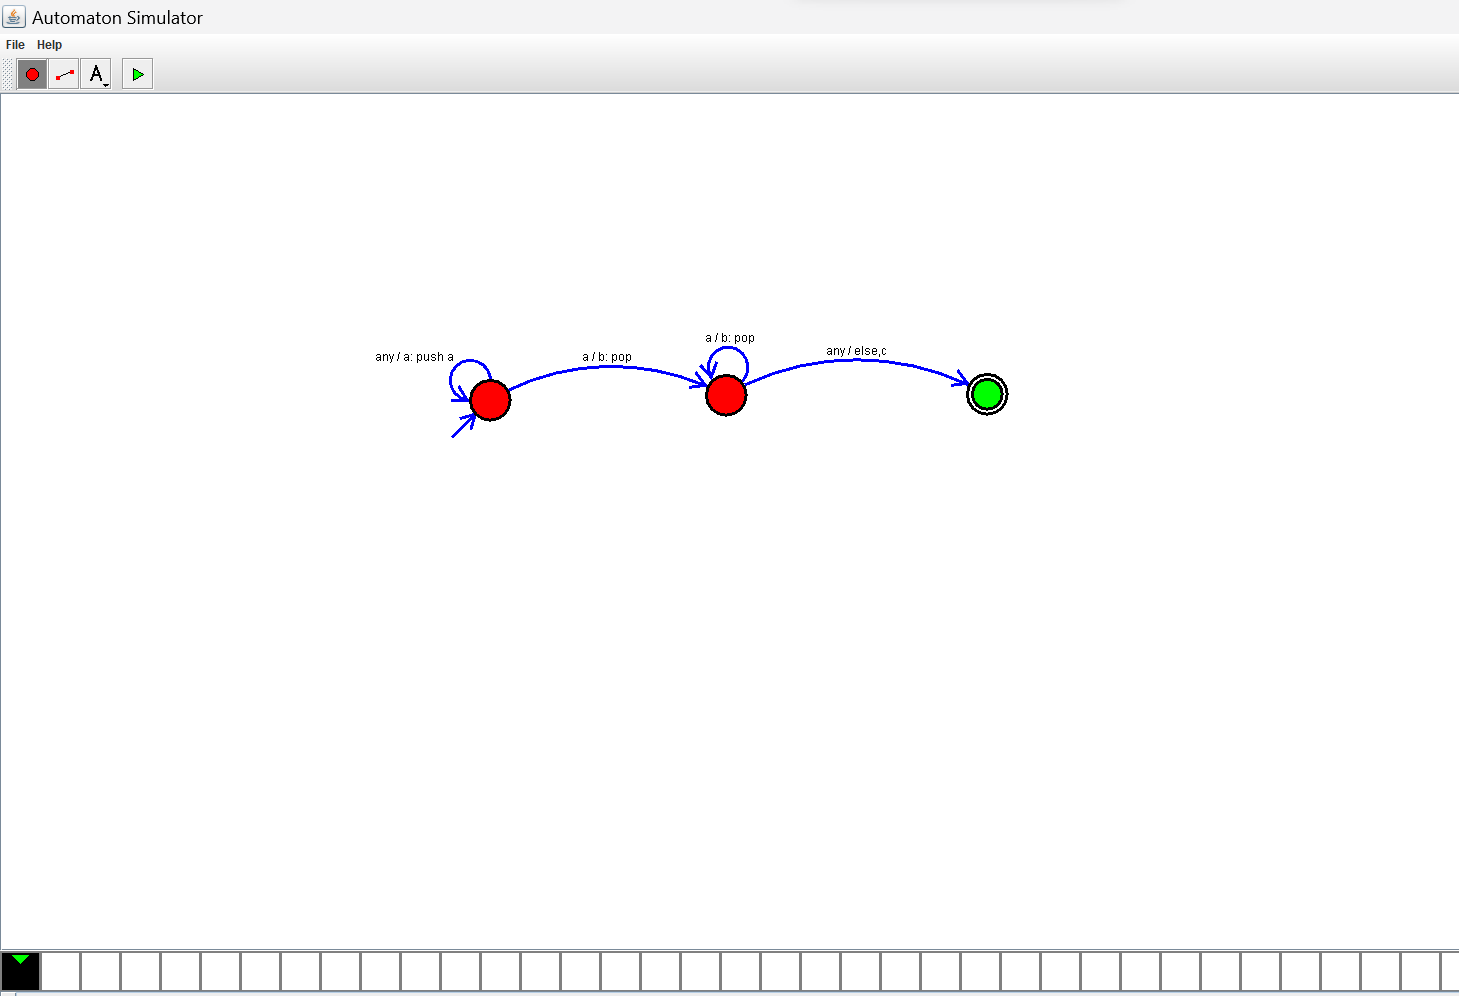 Automaton Simulator
File Help
A
a / b: pop
any / a: push a
a / b: pop
any / else,c